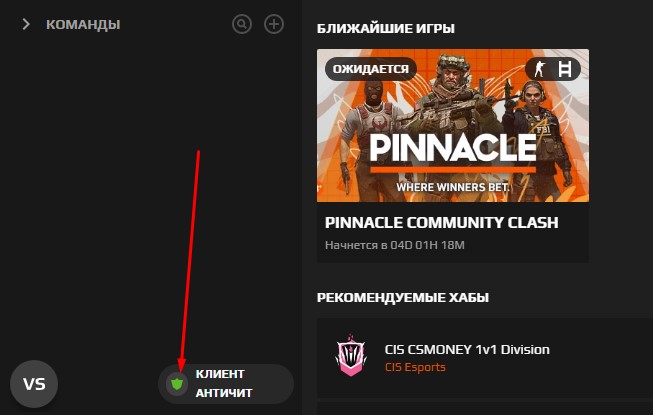 КОМАНДЫ
VS
КЛИЕНТ
АНТИЧИТ
БЛИЖАЙШИЕ ИГРЫ
ОЖИДАЕТСЯ
FBI
PINNACLE
WHERE WINNERS BET.
PINNACLE COMMUNITY CLASH
Начнется в 04D 01H 18M
РЕКОМЕНДУЕМЫЕ ХАБЫ
CIS CSMONEY 1v1 Division
CIS Esports